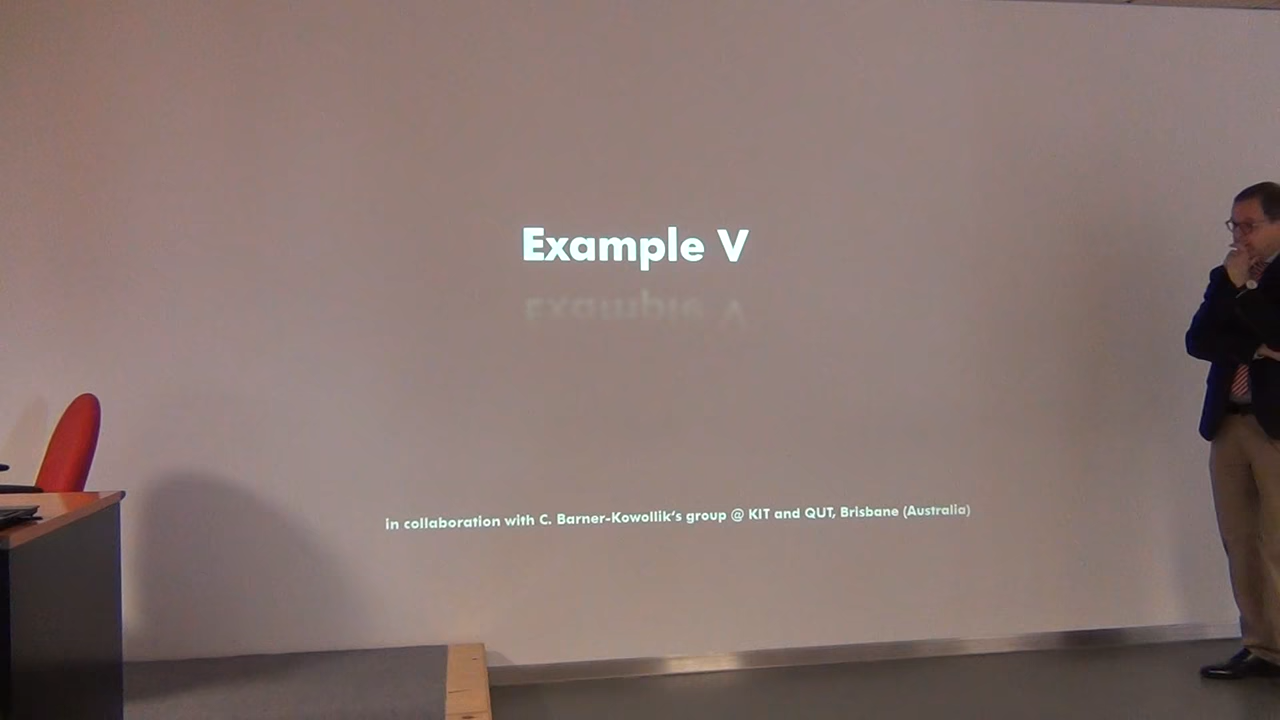 Example V
in collaboration with C. Barner-Kowollik's group @ KIT and QUT, Brisbane (Australia)